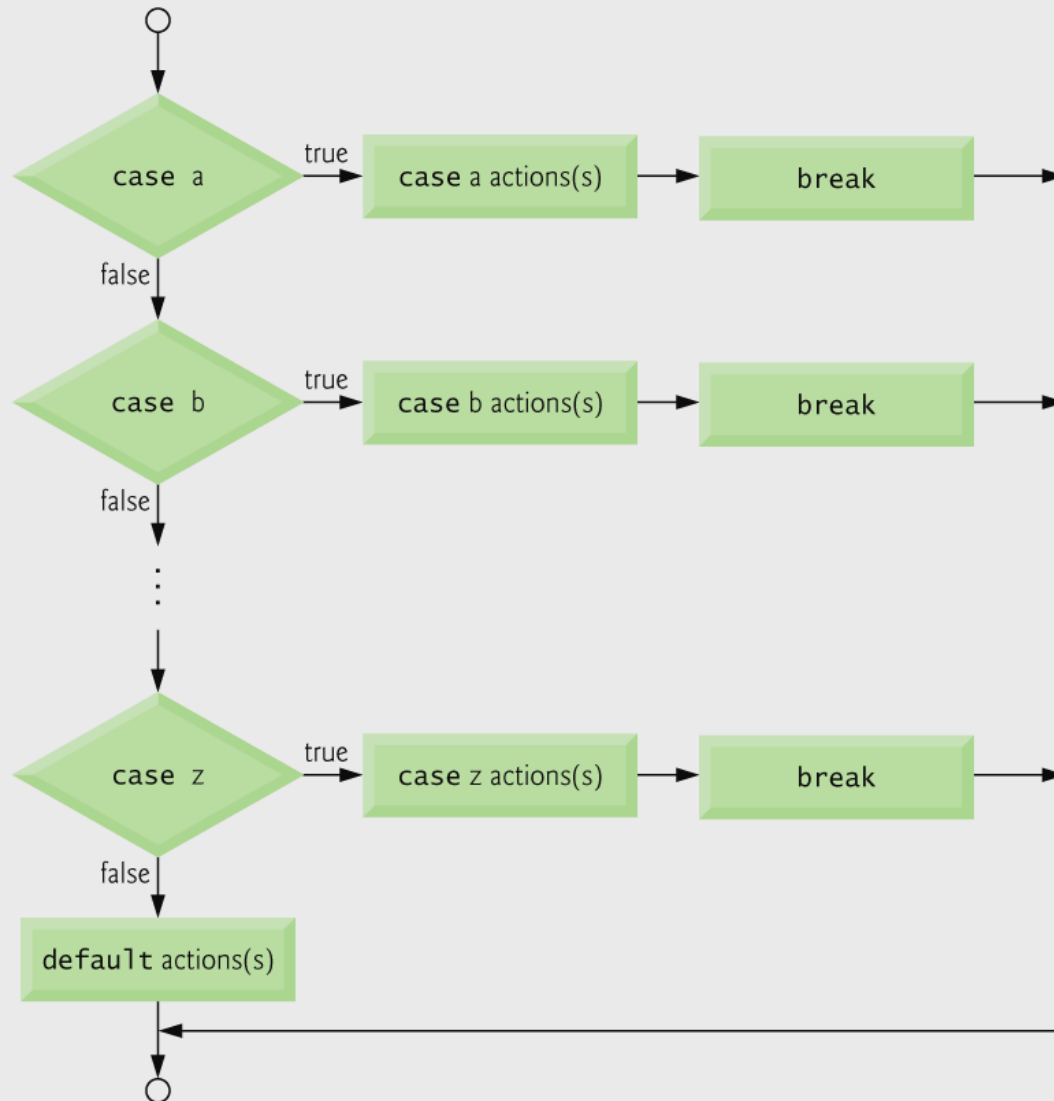 case a
true
case a actions(s)
break
false
case b
true
case b actions(s)
break
false
case z
true
case z actions(s)
break
false
default actions(s)